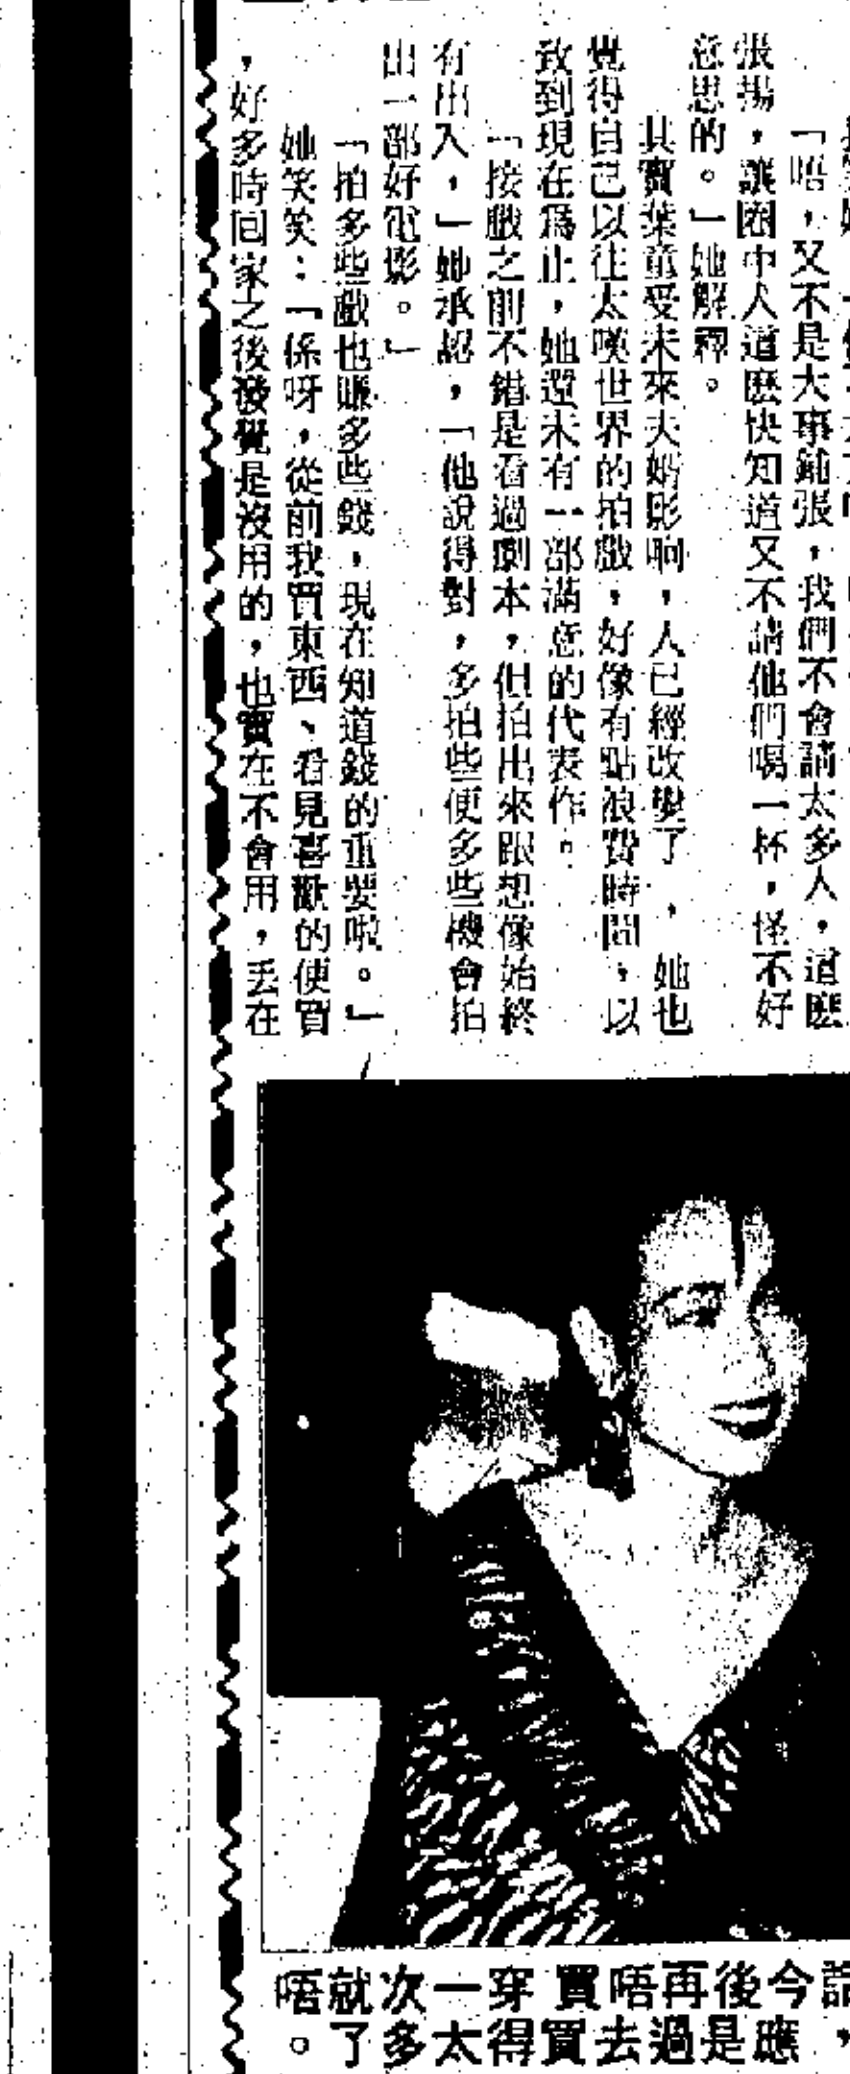 「唔，又不是大事鋪張，我們不會請太多人，這麽
張揚，讓圈中人這麽快知道又不請他們喝一杯，怪不好
意思的。」她解釋。
其實葉童受未來夫婿影响，人已經改變了，她也
覺得自己以往太嘆世界的拍戲，好像有點浪費時間，以
致到現在爲止，她還未有一部滿意的代表作。
「按戲之前不錯是看過劇本，但拍出來跟想像始終
有出入，」她承認，「他說得對，多拍些便多些機會拍
出一部好電影。」
「拍多些戲也賺多些錢，現在知道錢的重要啦。」
她笑笑：「係呀，從前我買東西、看見喜歡的便買
，好多時回家之後發覺是沒用的，也實在不會用，丟在
話今後再唔買穿一次就唔
，應是過去買得太多了。